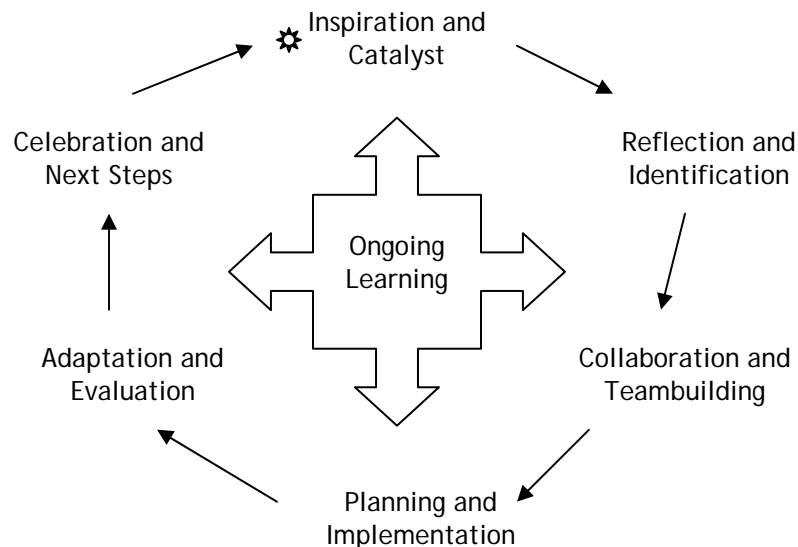 Inspiration and
Catalyst
Reflection and
Identification
Collaboration and
Teambuilding
Planning and
Implementation
Adaptation and
Evaluation
Celebration and
Next Steps
Ongoing
Learning